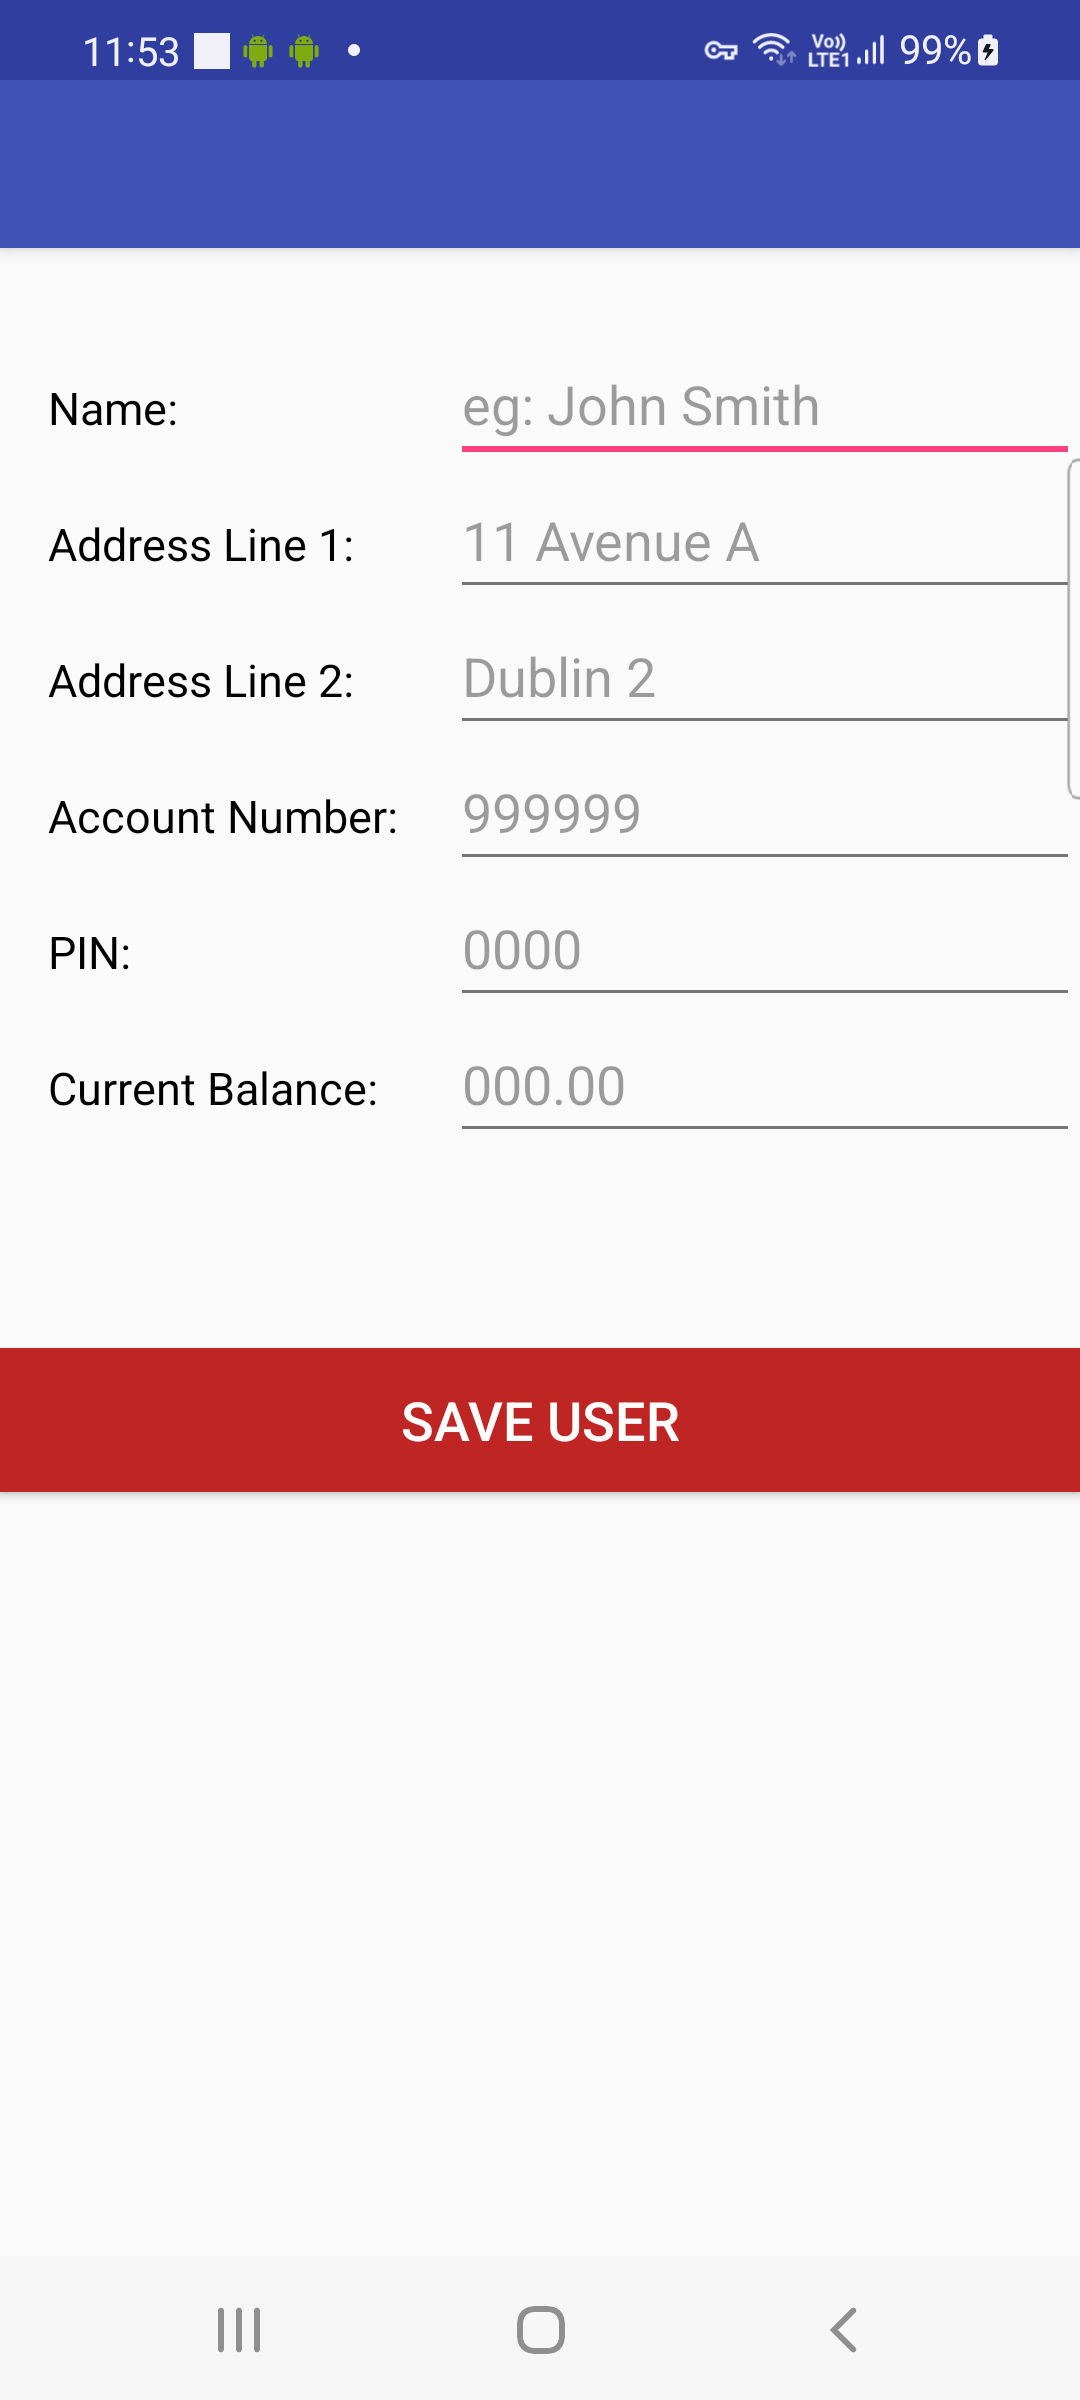 11:53 Vo)) LTE1 99%
Name: eg: John Smith
Address Line 1: 11 Avenue A
Address Line 2: Dublin 2
Account Number: 999999
PIN: 0000
Current Balance: 000.00
SAVE USER